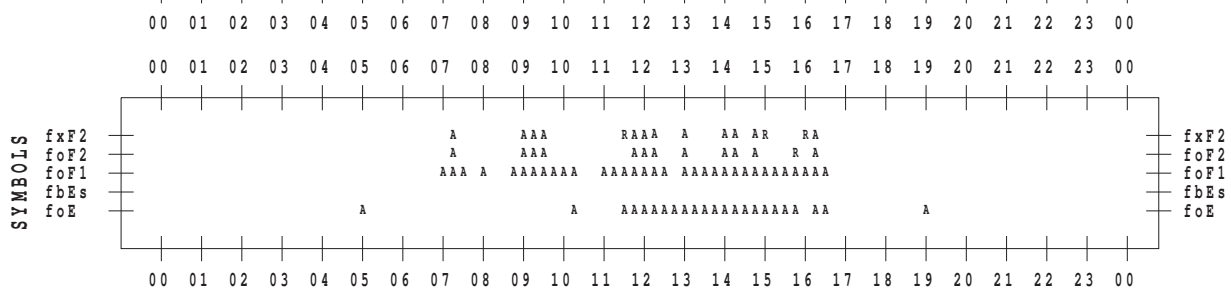 00 01 02 03 04 05 06 07 08 09 10 11 12 13 14 15 16 17 18 19 20 21 22 23 00
00 01 02 03 04 05 06 07 08 09 10 11 12 13 14 15 16 17 18 19 20 21 22 23 00
SYMBOLS
fxF2 A AAA RAAA A AA AR RA fxF2
foF2 A AAA AAA A AA A R A foF2
foF1 AAA A AAAAAAA AAAAAAA AAAAAAAAAAAAAAA foF1
fbEs fbEs
foE A A AAAAAAAAAAAAAAAAAA AA A foE
00 01 02 03 04 05 06 07 08 09 10 11 12 13 14 15 16 17 18 19 20 21 22 23 00